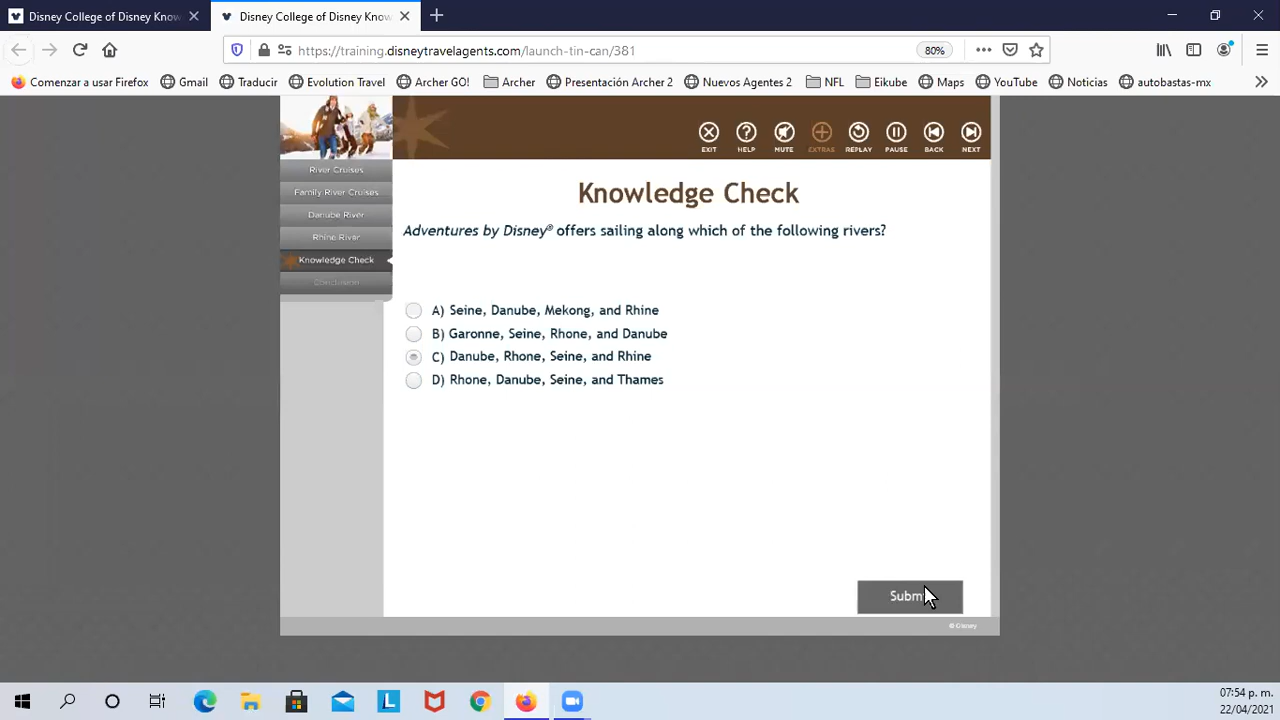 Disney College of Disney Know
Disney College of Disney Know
https://training.disneytravelagents.com/launch-tin-can/381
80%
Comenzar a usar Firefox
Gmail
Traducir
Evolution Travel
Archer GO!
Archer
Presentación Archer 2
Nuevos Agentes 2
NFL
Eikube
Maps
YouTube
Noticias
autobastas-mx
EXIT
HELP
MUTE
EXTRAS
REPLAY
PAUSE
BACK
NEXT
River Cruises
Family River Cruises
Danube River
Rhine River
Knowledge Check
Conclusion
Knowledge Check
Adventures by Disney® offers sailing along which of the following rivers?
A) Seine, Danube, Mekong, and Rhine
B) Garonne, Seine, Rhone, and Danube
C) Danube, Rhone, Seine, and Rhine
D) Rhone, Danube, Seine, and Thames
Submit
© Disney
07:54 p. m.
22/04/2021